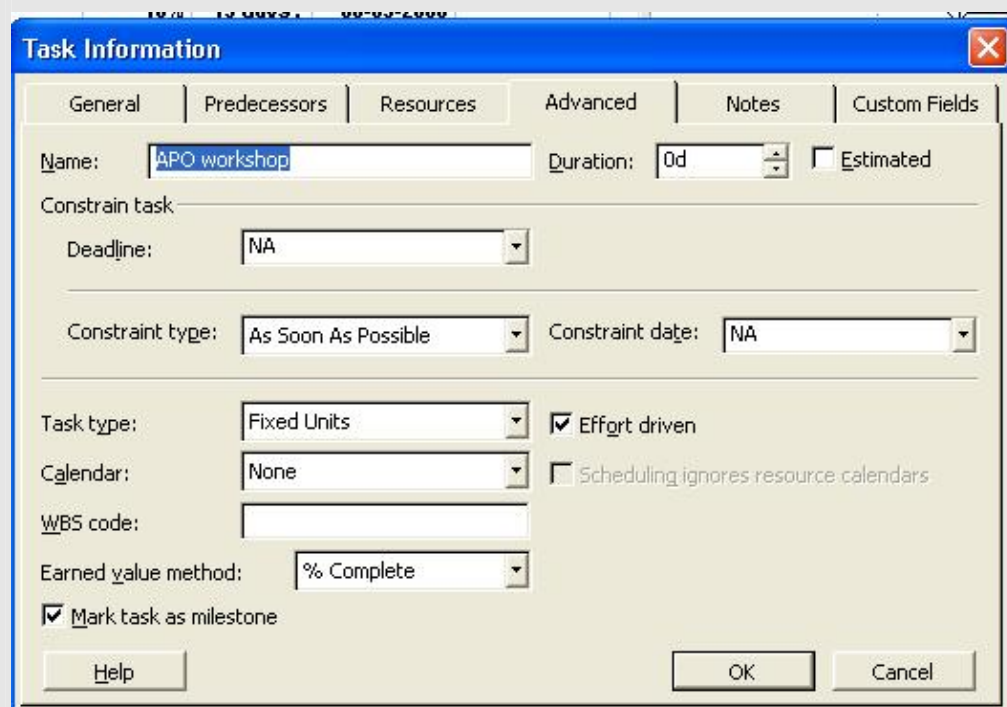 Task Information
General Predecessors Resources Advanced Notes Custom Fields
Name: APO workshop Duration: 0d Estimated
Constrain task
Deadline: NA
Constraint type: As Soon As Possible Constraint date: NA
Task type: Fixed Units Effort driven
Calendar: None Scheduling ignores resource calendars
WBS code:
Earned value method: % Complete
Mark task as milestone
Help OK Cancel